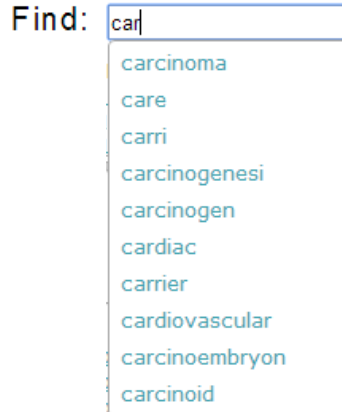 Find: car
carcinoma
care
carri
carcinogenesi
carcinogen
cardiac
carrier
cardiovascular
carcinoembryon
carcinoid